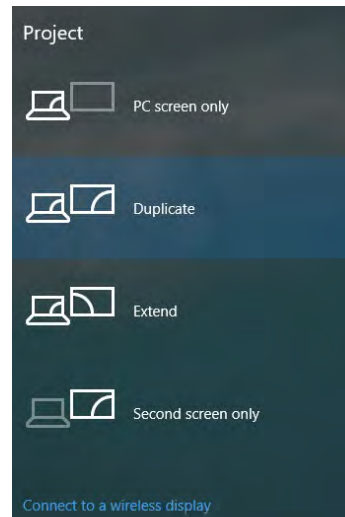 Project
PC screen only
Duplicate
Extend
Second screen only
Connect to a wireless display